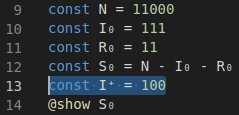 9 const N = 11000
10 const I₀ = 111
11 const R₀ = 11
12 const S₀ = N - I₀ - R₀
13 const I⁺ = 100
14 @show S₀